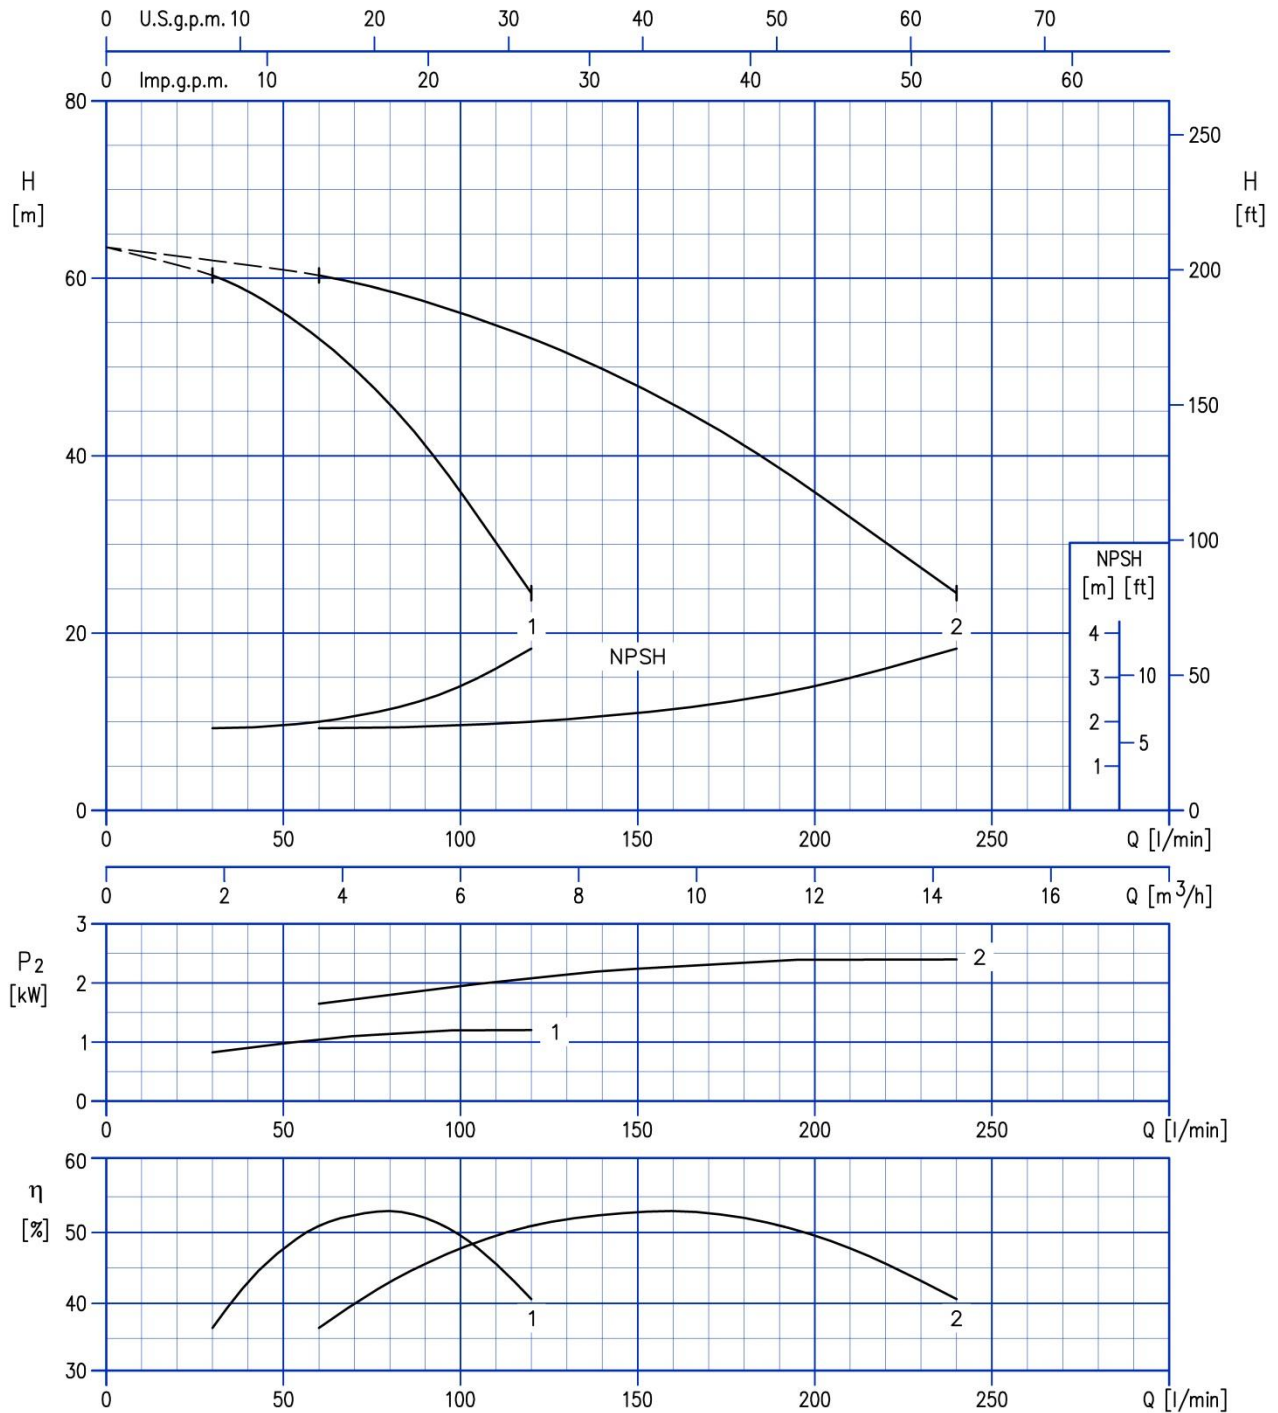 0 U.S.g.p.m. 10 20 30 40 50 60 70
0 Imp.g.p.m. 10 20 30 40 50 60
80
250
H
[m]
H
[ft]
60
200
150
40
100
NPSH
[m] [ft]
20
1
2
NPSH
4
3
10
50
2
5
1
0
0
0 50 100 150 200 250 Q [l/min]
0 2 4 6 8 10 12 14 16 Q [m³/h]
3
P2
[kW]
2
2
1
1
0
0 50 100 150 200 250 Q [l/min]
60
η
[%]
50
40
1
2
30
0 50 100 150 200 250 Q [l/min]